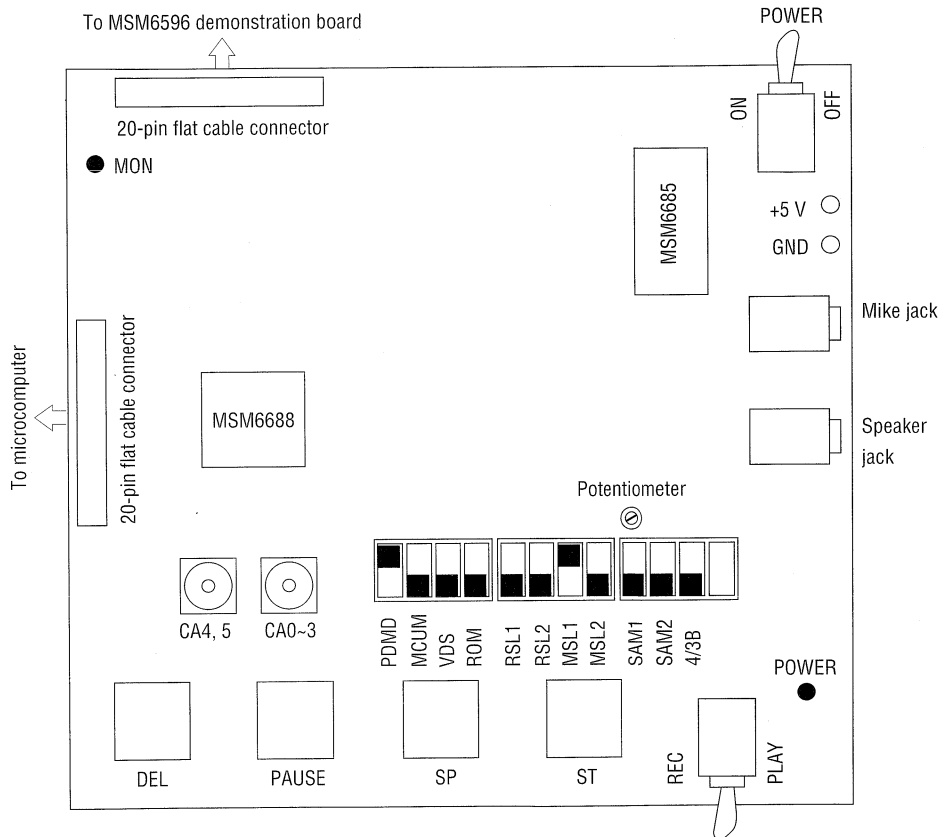 To MSM6596 demonstration board
POWER
ON
OFF
20-pin flat cable connector
MON
MSM6685
+5 V
GND
Mike jack
To microcomputer
20-pin flat cable connector
MSM6688
Speaker
jack
Potentiometer
CA4, 5
CA0~3
PDMD
MCUM
VDS
ROM
RSL1
RSL2
MSL1
MSL2
SAM1
SAM2
4/3B
POWER
DEL
PAUSE
SP
ST
REC
PLAY